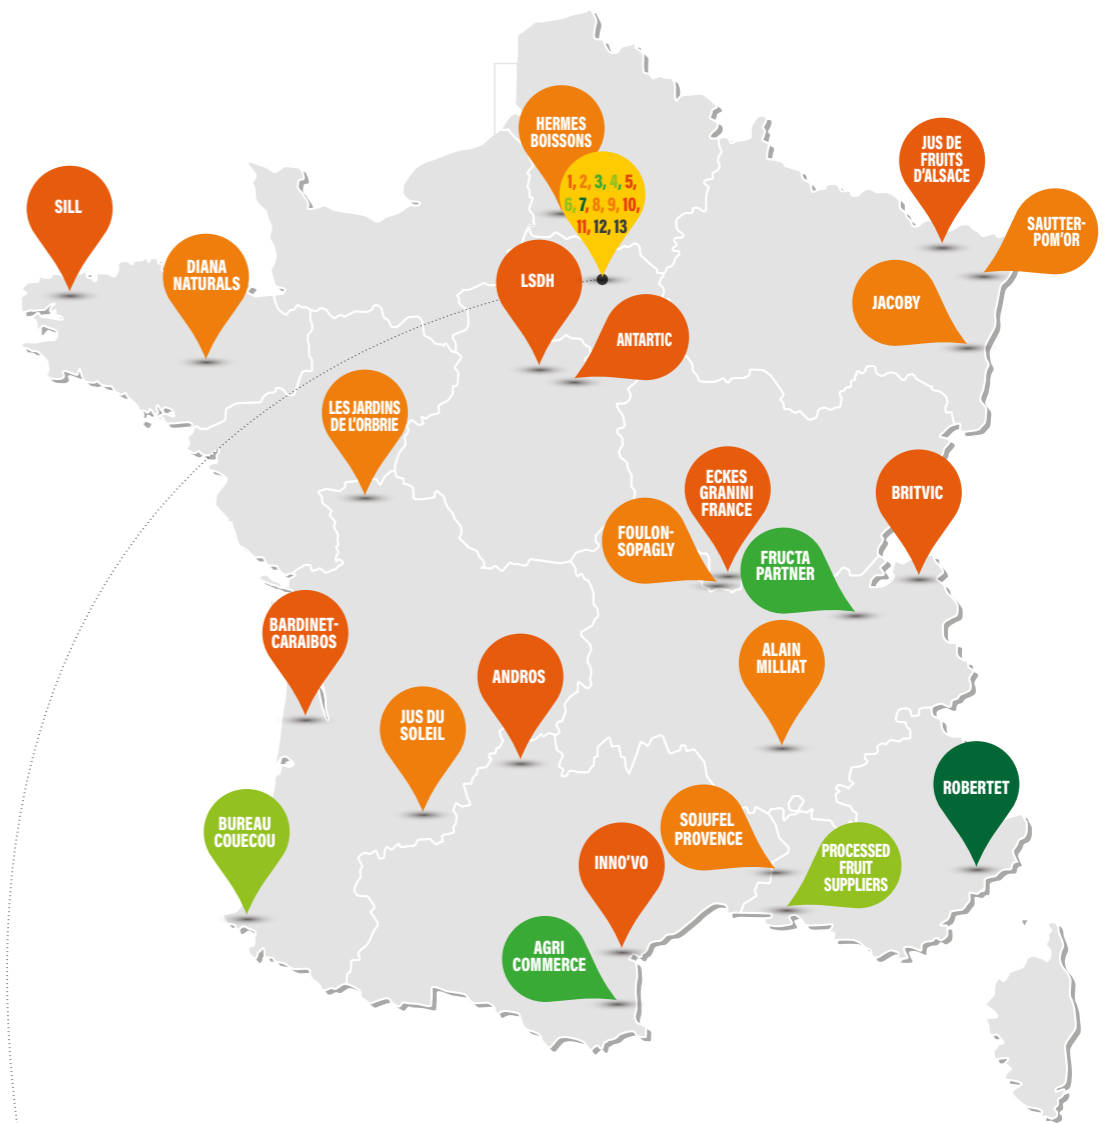 HERMES
BOISSONS
1, 2, 3, 4, 5,
6, 7, 8, 9, 10,
11, 12, 13
JUS DE
FRUITS
D'ALSACE
SILL
SAUTTER-
POM'OR
DIANA
NATURALS
LSDH
JACOBY
ANTARTIC
LES JARDINS
DE L'ORBRIE
ECKES
GRANINI
FRANCE
BRITVIC
FOULON-
SOPAGLY
FRUCTA
PARTNER
BARDINET-
CARAIBOS
ALAIN
MILLIAT
ANDROS
JUS DU
SOLEIL
ROBERTET
BUREAU
COUECOU
SOJUFEL
PROVENCE
INNO'VO
PROCESSED
FRUIT
SUPPLIERS
AGRI
COMMERCE